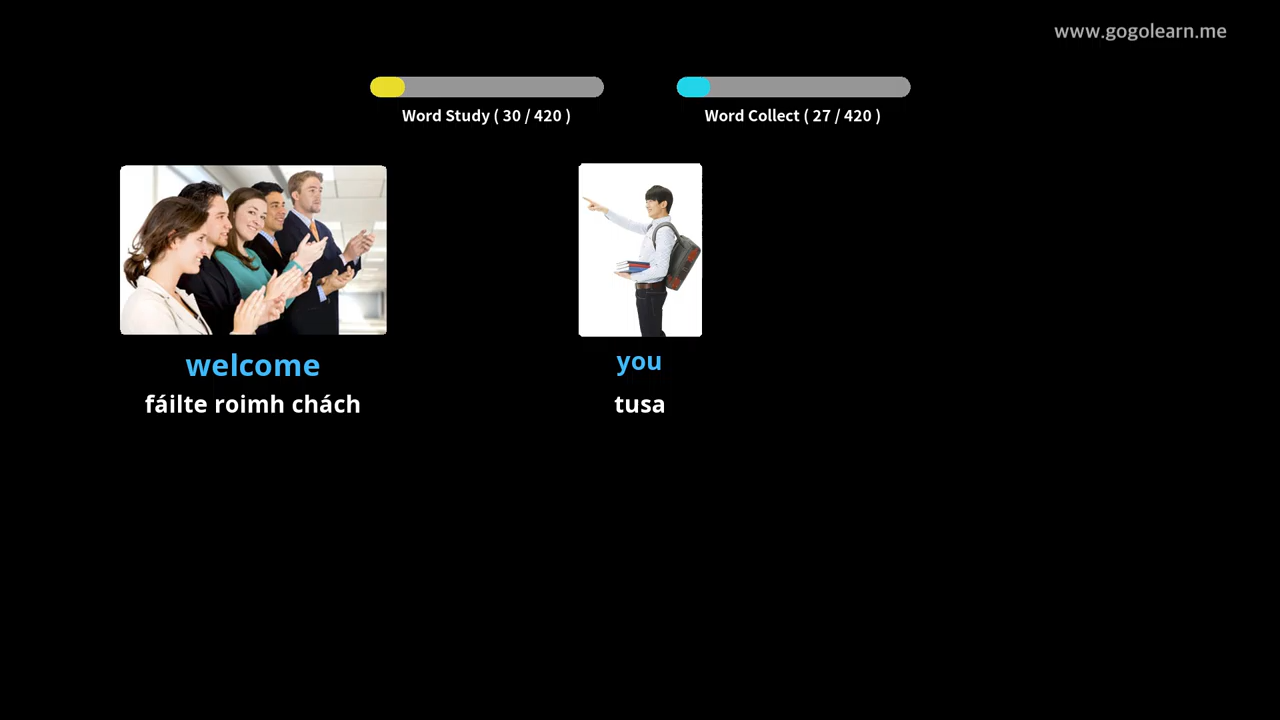 www.gogolearn.me
Word Study ( 30 / 420 )
Word Collect ( 27 / 420 )
welcome
fáilte roimh chách
you
tusa